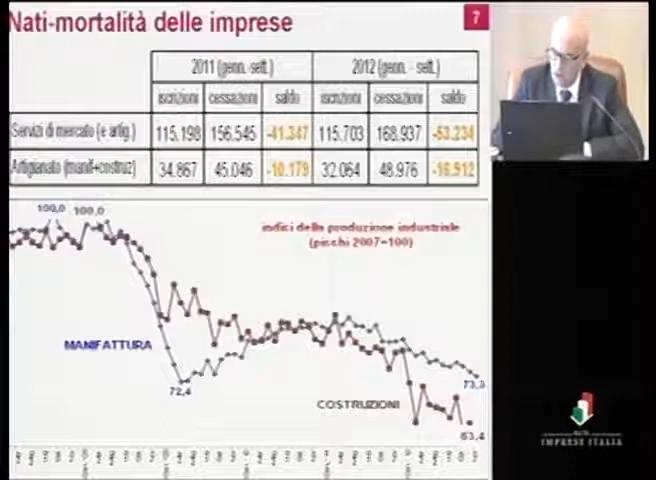 Nati-mortalità delle imprese
7
2011 (genn.-sett.) 2012 (genn. - sett.)
iscrizioni cessazioni saldo iscrizioni cessazioni saldo
Servizi di mercato (e artig.) 115.198 156.545 -41.347 115.703 168.937 -53.234
Artigianato (manif+costruz) 34.867 45.046 -10.179 32.064 48.976 -16.912
100,0 100,0
indici della produzione industriale
(picchi 2007=100)
MANIFATTURA
72,4
73,3
COSTRUZIONI
63,4
IMPRESE ITALIA